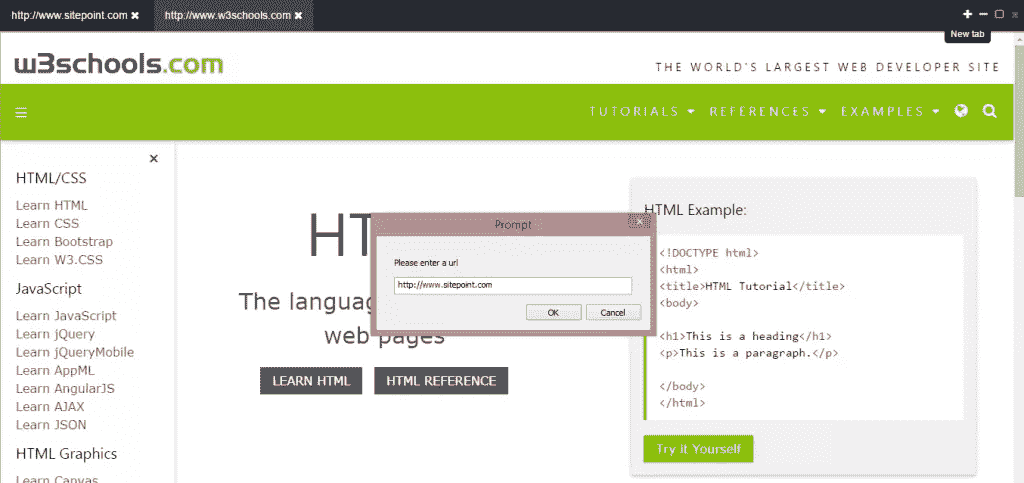 http://www.sitepoint.com ✖ http://www.w3schools.com ✖
New tab
w3schools.com
THE WORLD'S LARGEST WEB DEVELOPER SITE
TUTORIALS REFERENCES EXAMPLES
HTML/CSS
Learn HTML
Learn CSS
Learn Bootstrap
Learn W3.CSS
JavaScript
Learn JavaScript
Learn jQuery
Learn jQueryMobile
Learn AppML
Learn AngularJS
Learn AJAX
Learn JSON
HTML Graphics
Learn Canvas
HT
The languag
web pages
LEARN HTML HTML REFERENCE
Prompt
Please enter a url
http://www.sitepoint.com
OK Cancel
HTML Example:
<!DOCTYPE html>
<html>
<title>HTML Tutorial</title>
<body>
<h1>This is a heading</h1>
<p>This is a paragraph.</p>
</body>
</html>
Try it Yourself